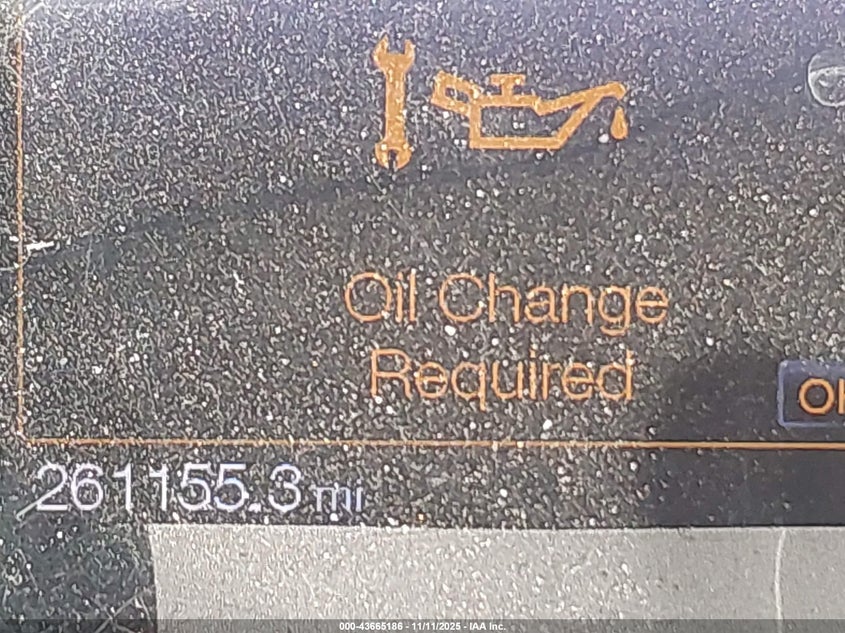 Oil Change
Required
261155.3 mi
000-43665186 - 11/11/2025 - IAA Inc.